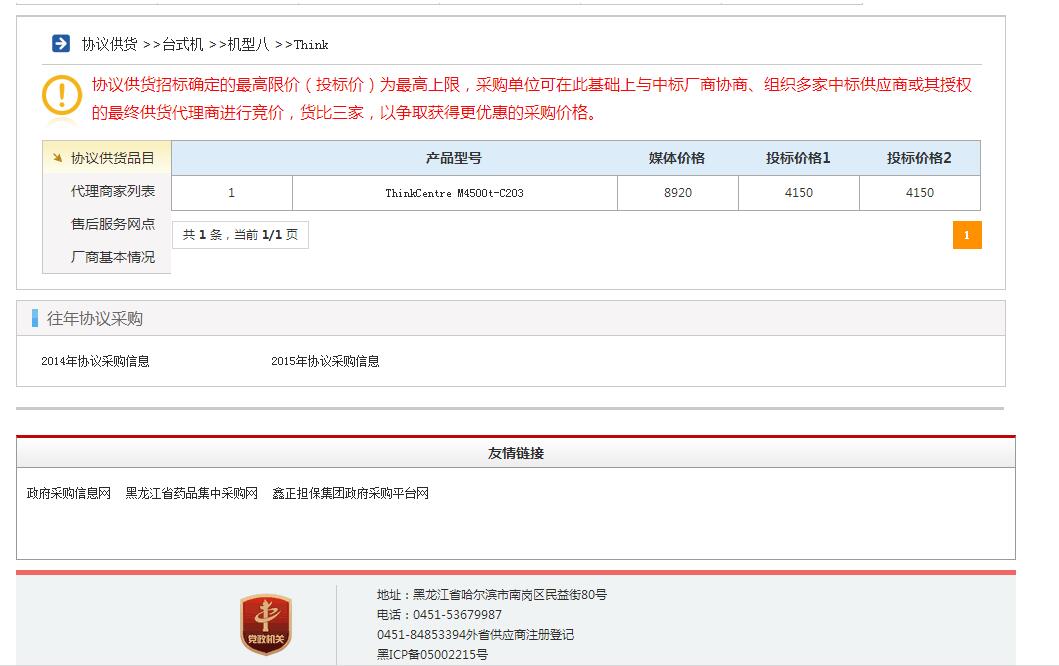 协议供货 >>台式机 >>机型八 >>Think
协议供货招标确定的最高限价（投标价）为最高上限，采购单位可在此基础上与中标厂商协商、组织多家中标供应商或其授权
的最终供货代理商进行竞价，货比三家，以争取获得更优惠的采购价格。
协议供货品目
代理商家列表
售后服务网点
厂商基本情况
产品型号 媒体价格 投标价格1 投标价格2
1 ThinkCentre M4500t-C203 8920 4150 4150
共 1 条，当前 1/1 页
1
往年协议采购
2014年协议采购信息 2015年协议采购信息
友情链接
政府采购信息网 黑龙江省药品集中采购网 鑫正担保集团政府采购平台网
党政机关
地址：黑龙江省哈尔滨市南岗区民益街80号
电话：0451-53679987
0451-84853394外省供应商注册登记
黑ICP备05002215号